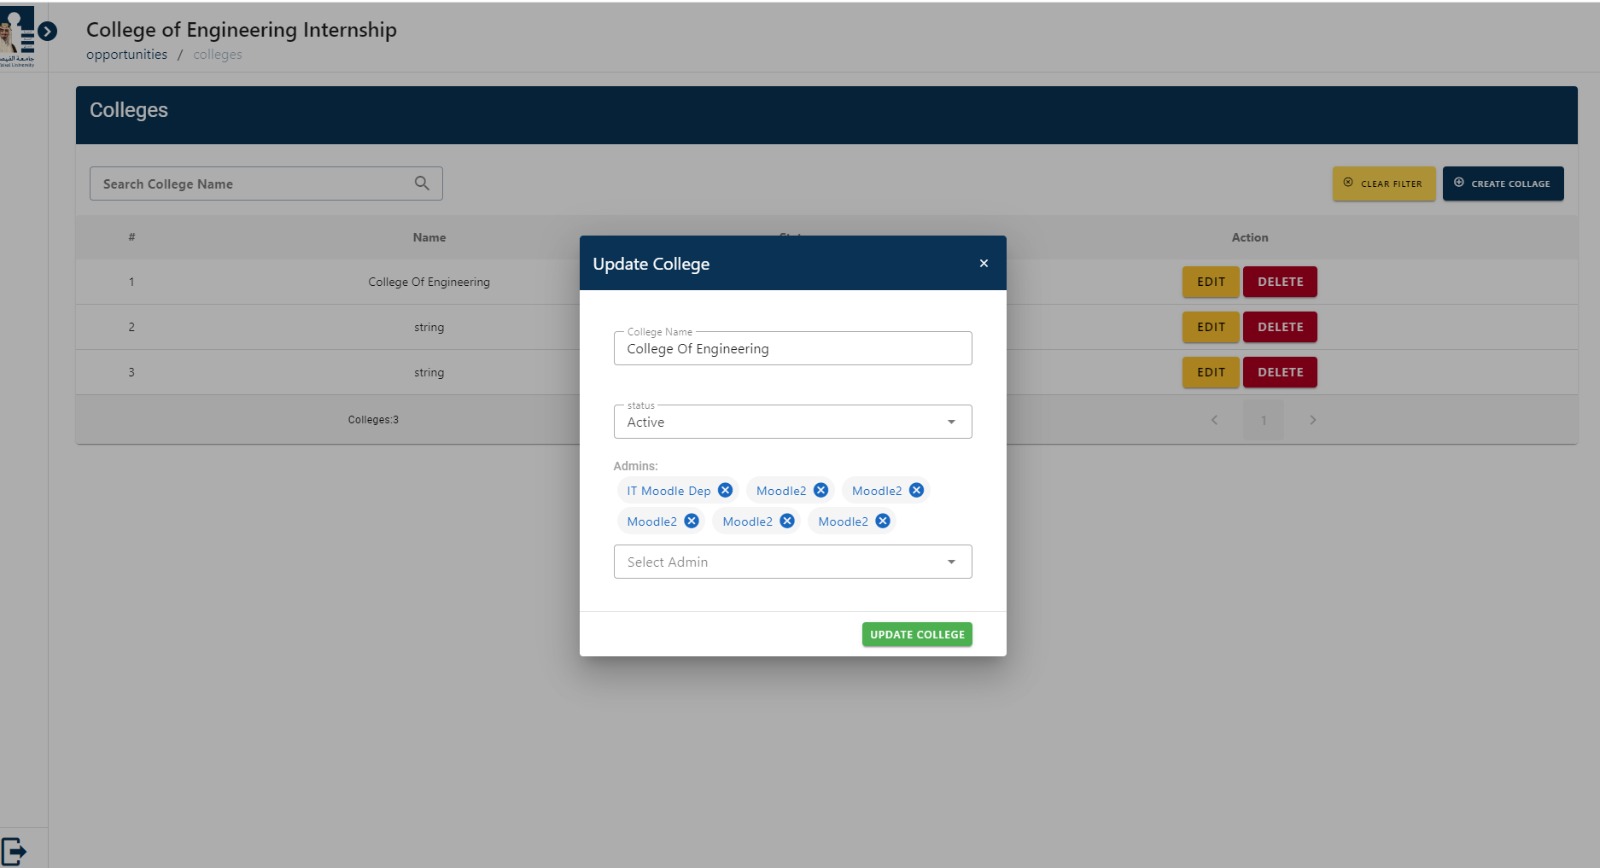 College of Engineering Internship
opportunities / colleges
Colleges
Search College Name
CLEAR FILTER
CREATE COLLAGE
# Name Action
1 College Of Engineering EDIT DELETE
2 string EDIT DELETE
3 string EDIT DELETE
Colleges:3
1
Update College
College Name
College Of Engineering
status
Active
Admins:
IT Moodle Dep Moodle2 Moodle2
Moodle2 Moodle2 Moodle2
Select Admin
UPDATE COLLEGE